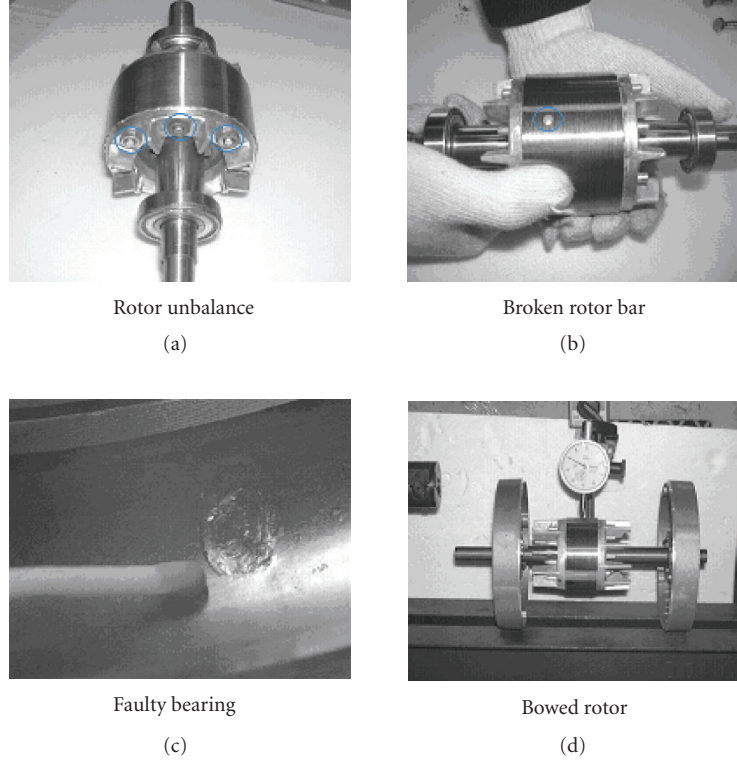 Rotor unbalance
(a)
Broken rotor bar
(b)
Faulty bearing
(c)
Bowed rotor
(d)